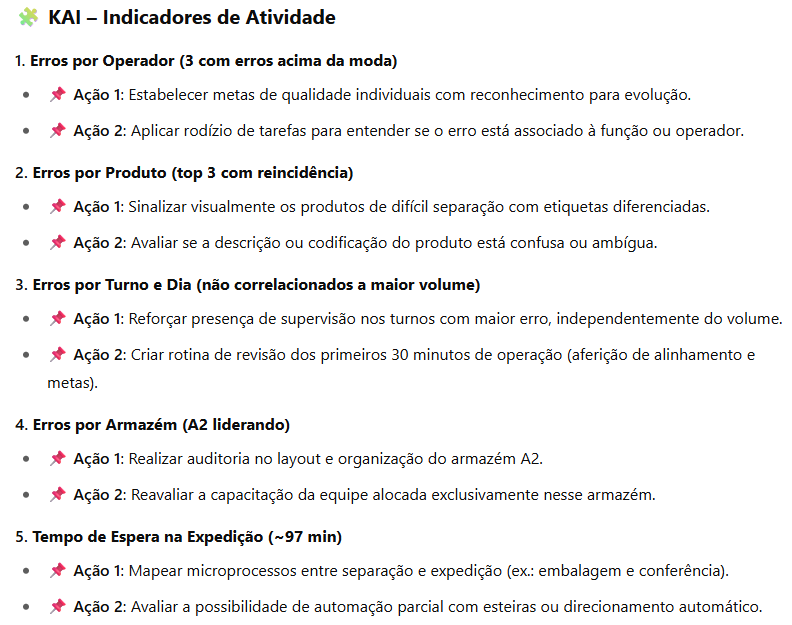 🧩 KAI – Indicadores de Atividade
1. Erros por Operador (3 com erros acima da moda)
• 📌 Ação 1: Estabelecer metas de qualidade individuais com reconhecimento para evolução.
• 📌 Ação 2: Aplicar rodízio de tarefas para entender se o erro está associado à função ou operador.
2. Erros por Produto (top 3 com reincidência)
• 📌 Ação 1: Sinalizar visualmente os produtos de difícil separação com etiquetas diferenciadas.
• 📌 Ação 2: Avaliar se a descrição ou codificação do produto está confusa ou ambígua.
3. Erros por Turno e Dia (não correlacionados a maior volume)
• 📌 Ação 1: Reforçar presença de supervisão nos turnos com maior erro, independentemente do volume.
• 📌 Ação 2: Criar rotina de revisão dos primeiros 30 minutos de operação (aferição de alinhamento e
metas).
4. Erros por Armazém (A2 liderando)
• 📌 Ação 1: Realizar auditoria no layout e organização do armazém A2.
• 📌 Ação 2: Reavaliar a capacitação da equipe alocada exclusivamente nesse armazém.
5. Tempo de Espera na Expedição (~97 min)
• 📌 Ação 1: Mapear microprocessos entre separação e expedição (ex.: embalagem e conferência).
• 📌 Ação 2: Avaliar a possibilidade de automação parcial com esteiras ou direcionamento automático.